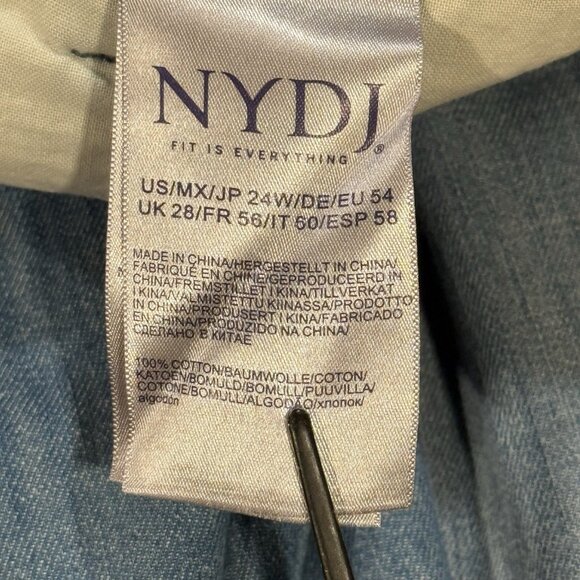 NYDJ®
FIT IS EVERYTHING
US/MX/JP 24W/DE/EU 54
UK 28/FR 56/IT 60/ESP 58
MADE IN CHINA/HERGESTELLT IN CHINA/
FABRIQUÉ EN CHINE/GEPRODUCEERD IN
CHINA/FREMSTILLET I KINA/TILLVERKAT
I KINA/VALMISTETTU KIINASSA/PRODOTTO
IN CHINA/PRODUSERT I KINA/FABRICADO
EN CHINA/PRODUZIDO NA CHINA/
СДЕЛАНО В КИТАЕ
100% COTTON/BAUMWOLLE/COTON/
KATOEN/BOMULD/BOMULL/PUUVILLA/
COTONE/BOMULL/ALGODÃO/хлопок/
algodón